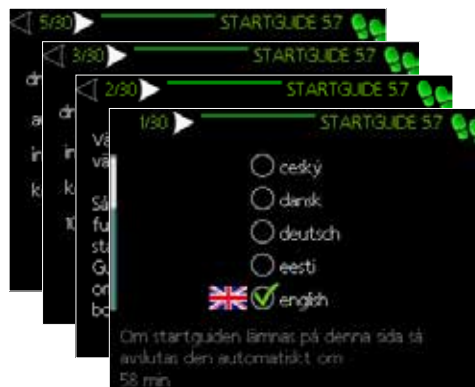 5/30 STARTGUIDE 5.7
3/30 STARTGUIDE 5.7
2/30 STARTGUIDE 5.7
1/30 STARTGUIDE 5.7
český
dansk
deutsch
eesti
english
Om startguiden lämnas på denna sida så
avslutas den automatiskt om
58 min